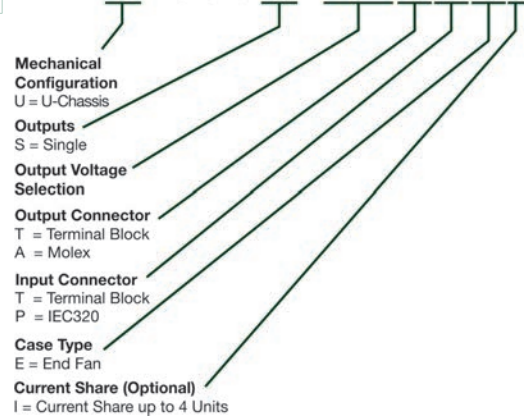 Mechanical
Configuration
U = U-Chassis
Outputs
S = Single
Output Voltage
Selection
Output Connector
T = Terminal Block
A = Molex
Input Connector
T = Terminal Block
P = IEC320
Case Type
E = End Fan
Current Share (Optional)
I = Current Share up to 4 Units